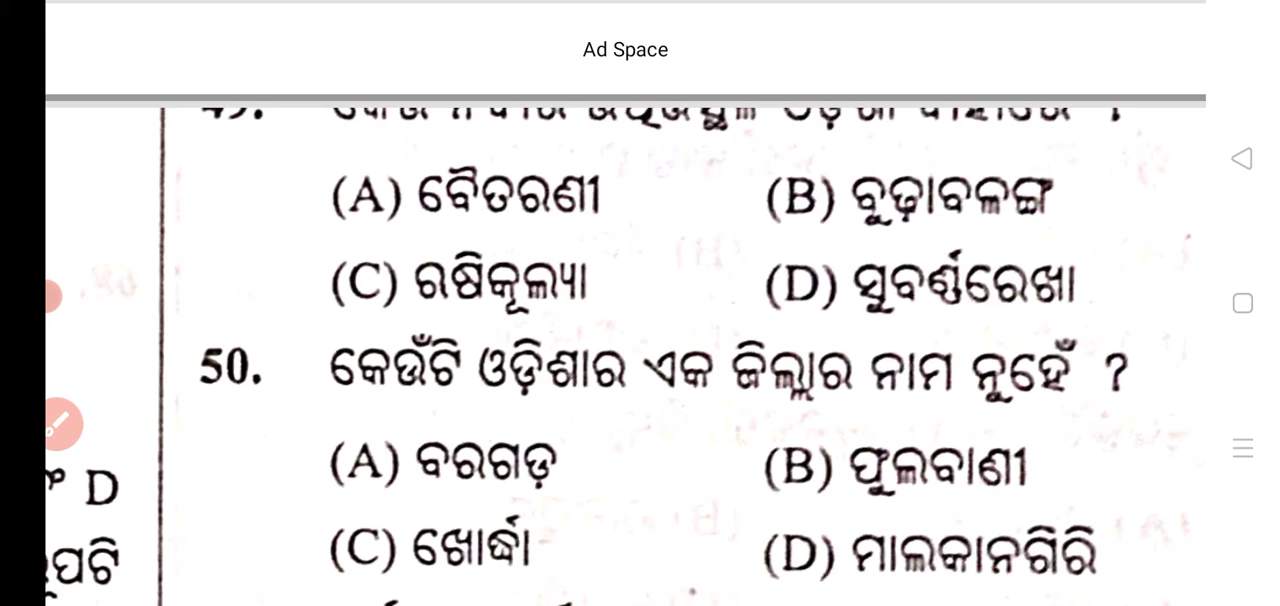 Ad Space
(A) ବୈତରଣୀ (B) ବୁଢ଼ାବଳଙ୍ଗ
(C) ଋଷିକୂଲ୍ୟା (D) ସୁବର୍ଣ୍ଣରେଖା
50. କେଉଁଟି ଓଡ଼ିଶାର ଏକ ଜିଲ୍ଲାର ନାମ ନୁହେଁ ?
(A) ବରଗଡ଼ (B) ଫୁଲବାଣୀ
D
(C) ଖୋର୍ଦ୍ଧା (D) ମାଲକାନଗିରି